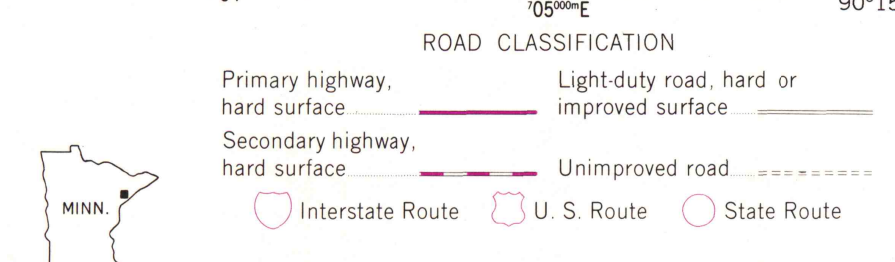 ⁷05⁰⁰⁰ᵐE
ROAD CLASSIFICATION
Primary highway,
hard surface
Light-duty road, hard or
improved surface
Secondary highway,
hard surface
Unimproved road
Interstate Route
U. S. Route
State Route
MINN.